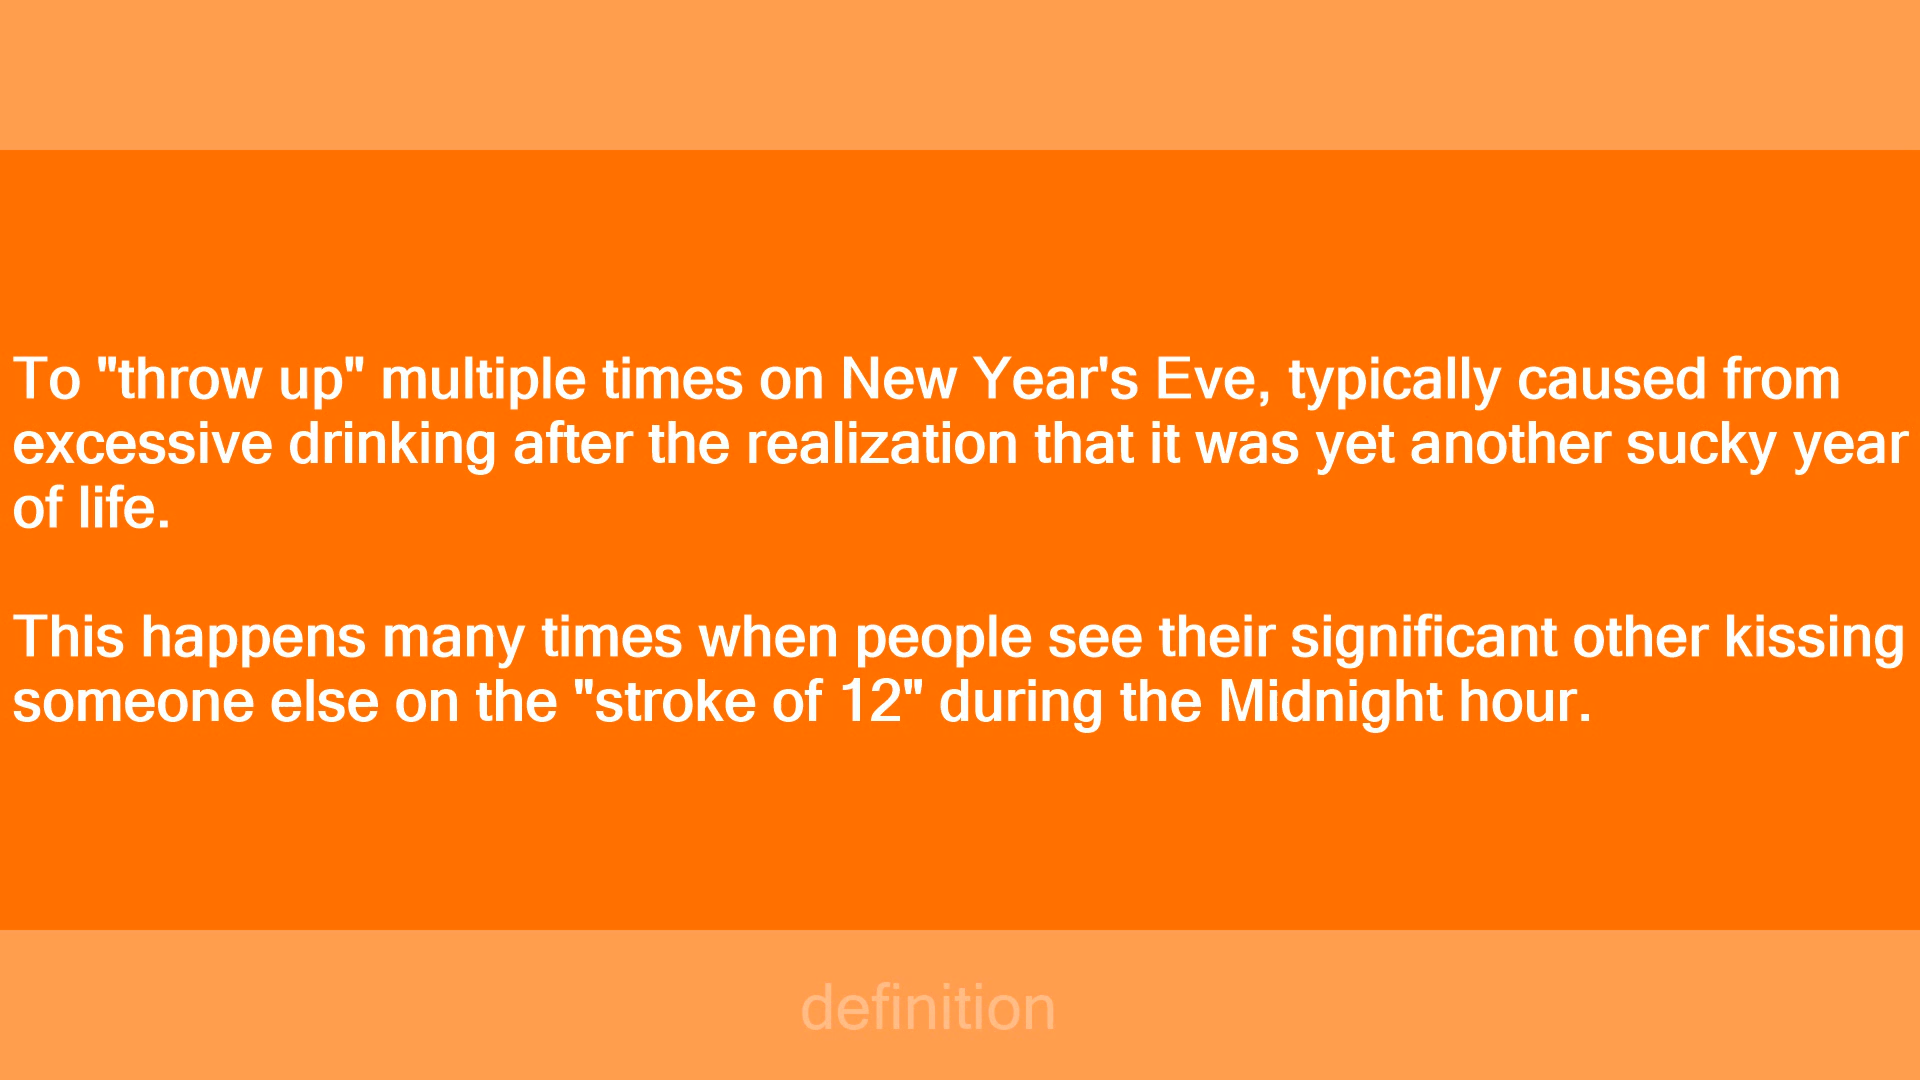 To "throw up" multiple times on New Year's Eve, typically caused from
excessive drinking after the realization that it was yet another sucky year
of life.
This happens many times when people see their significant other kissing
someone else on the "stroke of 12" during the Midnight hour.
definition